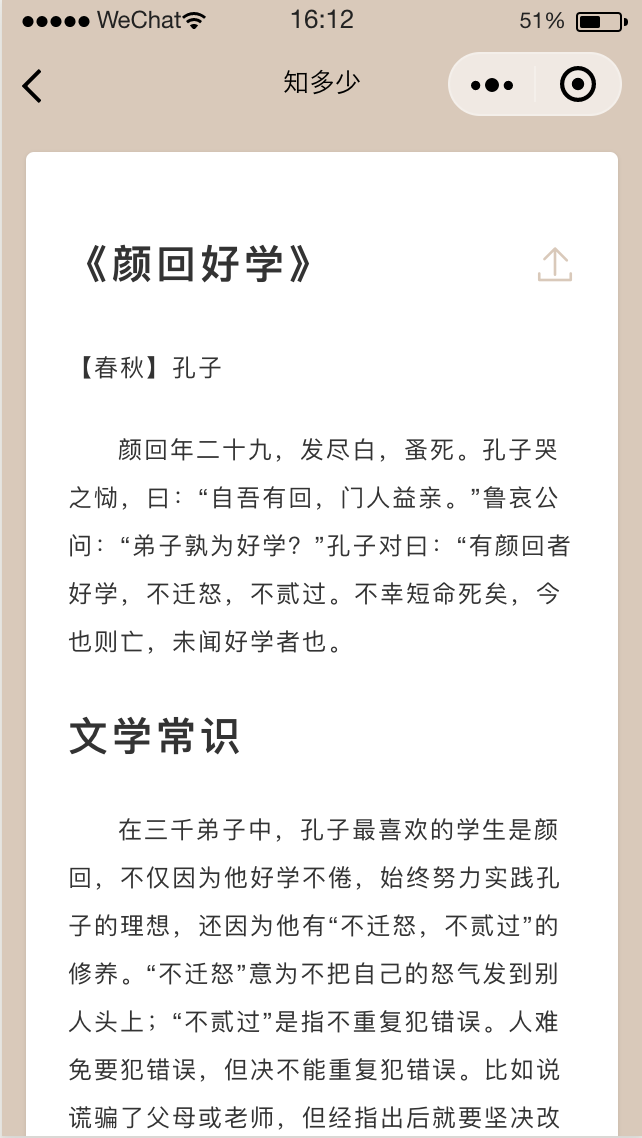 WeChat 16:12 51%
知多少
《颜回好学》
【春秋】孔子
颜回年二十九，发尽白，蚤死。孔子哭
之恸，曰：“自吾有回，门人益亲。”鲁哀公
问：“弟子孰为好学？”孔子对曰：“有颜回者
好学，不迁怒，不贰过。不幸短命死矣，今
也则亡，未闻好学者也。
文学常识
在三千弟子中，孔子最喜欢的学生是颜
回，不仅因为他好学不倦，始终努力实践孔
子的理想，还因为他有“不迁怒，不贰过”的
修养。“不迁怒”意为不把自己的怒气发到别
人头上；“不贰过”是指不重复犯错误。人难
免要犯错误，但决不能重复犯错误。比如说
谎骗了父母或老师，但经指出后就要坚决改